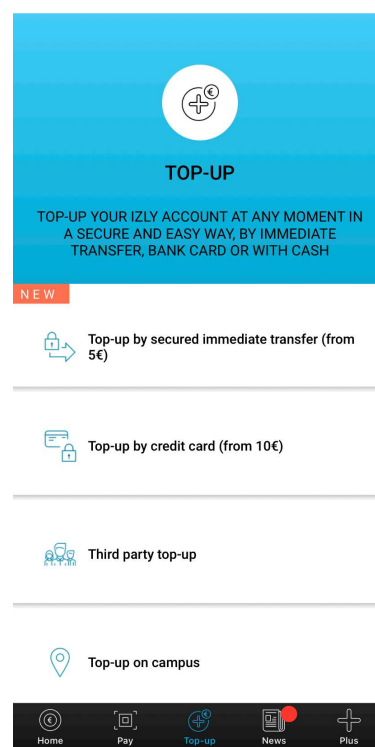 TOP-UP
TOP-UP YOUR IZLY ACCOUNT AT ANY MOMENT IN
A SECURE AND EASY WAY, BY IMMEDIATE
TRANSFER, BANK CARD OR WITH CASH
NEW
Top-up by secured immediate transfer (from
5€)
Top-up by credit card (from 10€)
Third party top-up
Top-up on campus
Home Pay Top-up News Plus